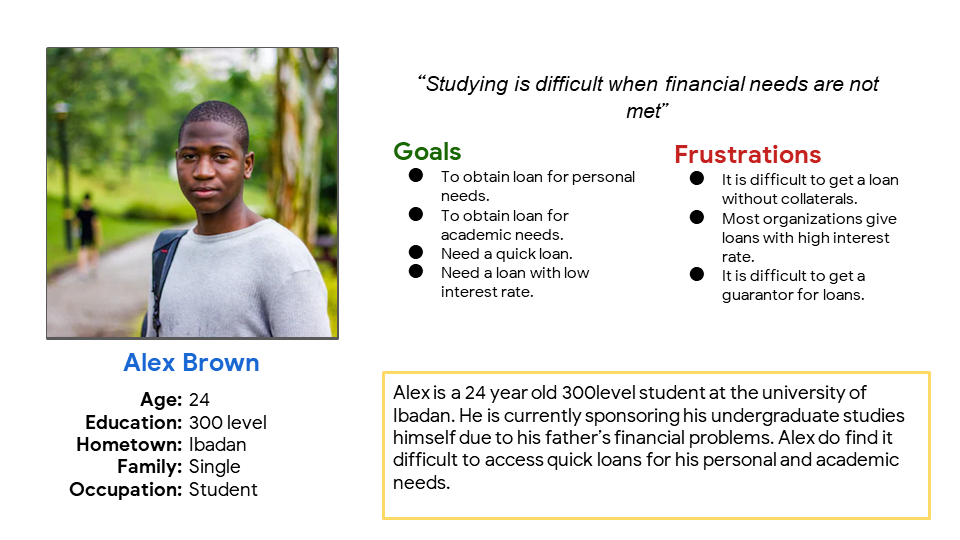 “Studying is difficult when financial needs are not
met”
Goals
● To obtain loan for personal
needs.
● To obtain loan for
academic needs.
● Need a quick loan.
● Need a loan with low
interest rate.
Frustrations
● It is difficult to get a loan
without collaterals.
● Most organizations give
loans with high interest
rate.
● It is difficult to get a
guarantor for loans.
Alex Brown
Age: 24
Education: 300 level
Hometown: Ibadan
Family: Single
Occupation: Student
Alex is a 24 year old 300level student at the university of
Ibadan. He is currently sponsoring his undergraduate studies
himself due to his father’s financial problems. Alex do find it
difficult to access quick loans for his personal and academic
needs.